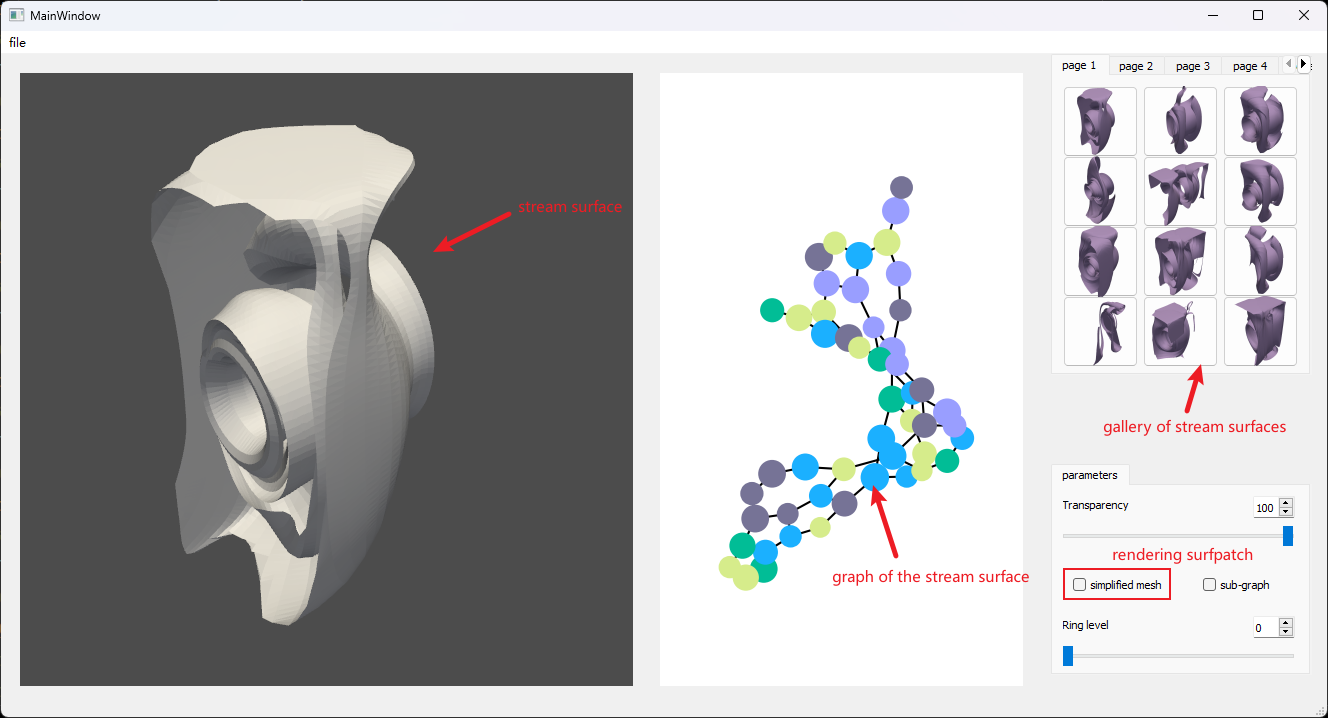 MainWindow
file
page 1
page 2
page 3
page 4
stream surface
gallery of stream surfaces
graph of the stream surface
parameters
Transparency
100
rendering surfpatch
simplified mesh
sub-graph
Ring level
0